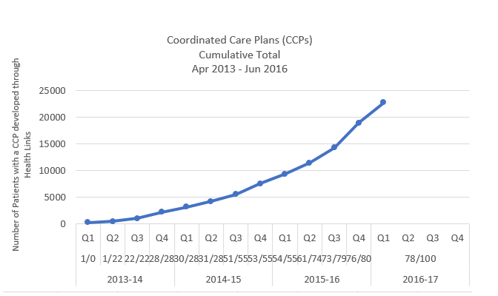 Coordinated Care Plans (CCPs)
Cumulative Total
Apr 2013 - Jun 2016
Number of Patients with a CCP developed through
Health Links
25000
20000
15000
10000
5000
0
Q1 Q2 Q3 Q4 Q1 Q2 Q3 Q4 Q1 Q2 Q3 Q4 Q1 Q2 Q3 Q4
1/0 1/22 22/22 28/28 30/28 31/28 51/55 53/55 54/55 61/74 73/79 76/80 78/100
2013-14 2014-15 2015-16 2016-17